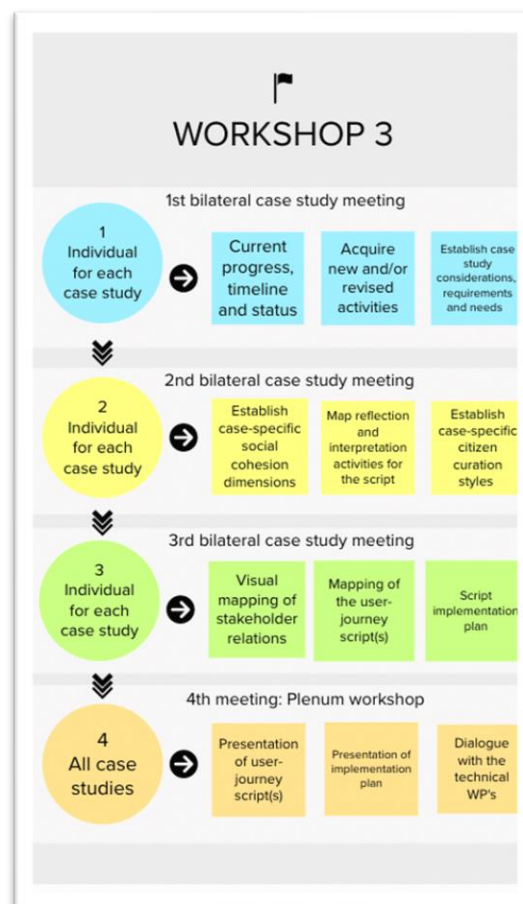 WORKSHOP 3
1st bilateral case study meeting
1
Individual
for each
case study
Current
progress,
timeline
and status
Acquire
new and/or
revised
activities
Establish case
study
considerations,
requirements
and needs
2nd bilateral case study meeting
2
Individual
for each
case study
Establish
case-specific
social
cohesion
dimensions
Map reflection
and
interpretation
activities for
the script
Establish
case-specific
citizen
curation
styles
3rd bilateral case study meeting
3
Individual
for each
case study
Visual
mapping of
stakeholder
relations
Mapping of
the user-
journey
script(s)
Script
implementation
plan
4th meeting: Plenum workshop
4
All case
studies
Presentation
of user-
journey
script(s)
Presentation of
implementation
plan
Dialogue
with the
technical
WP's